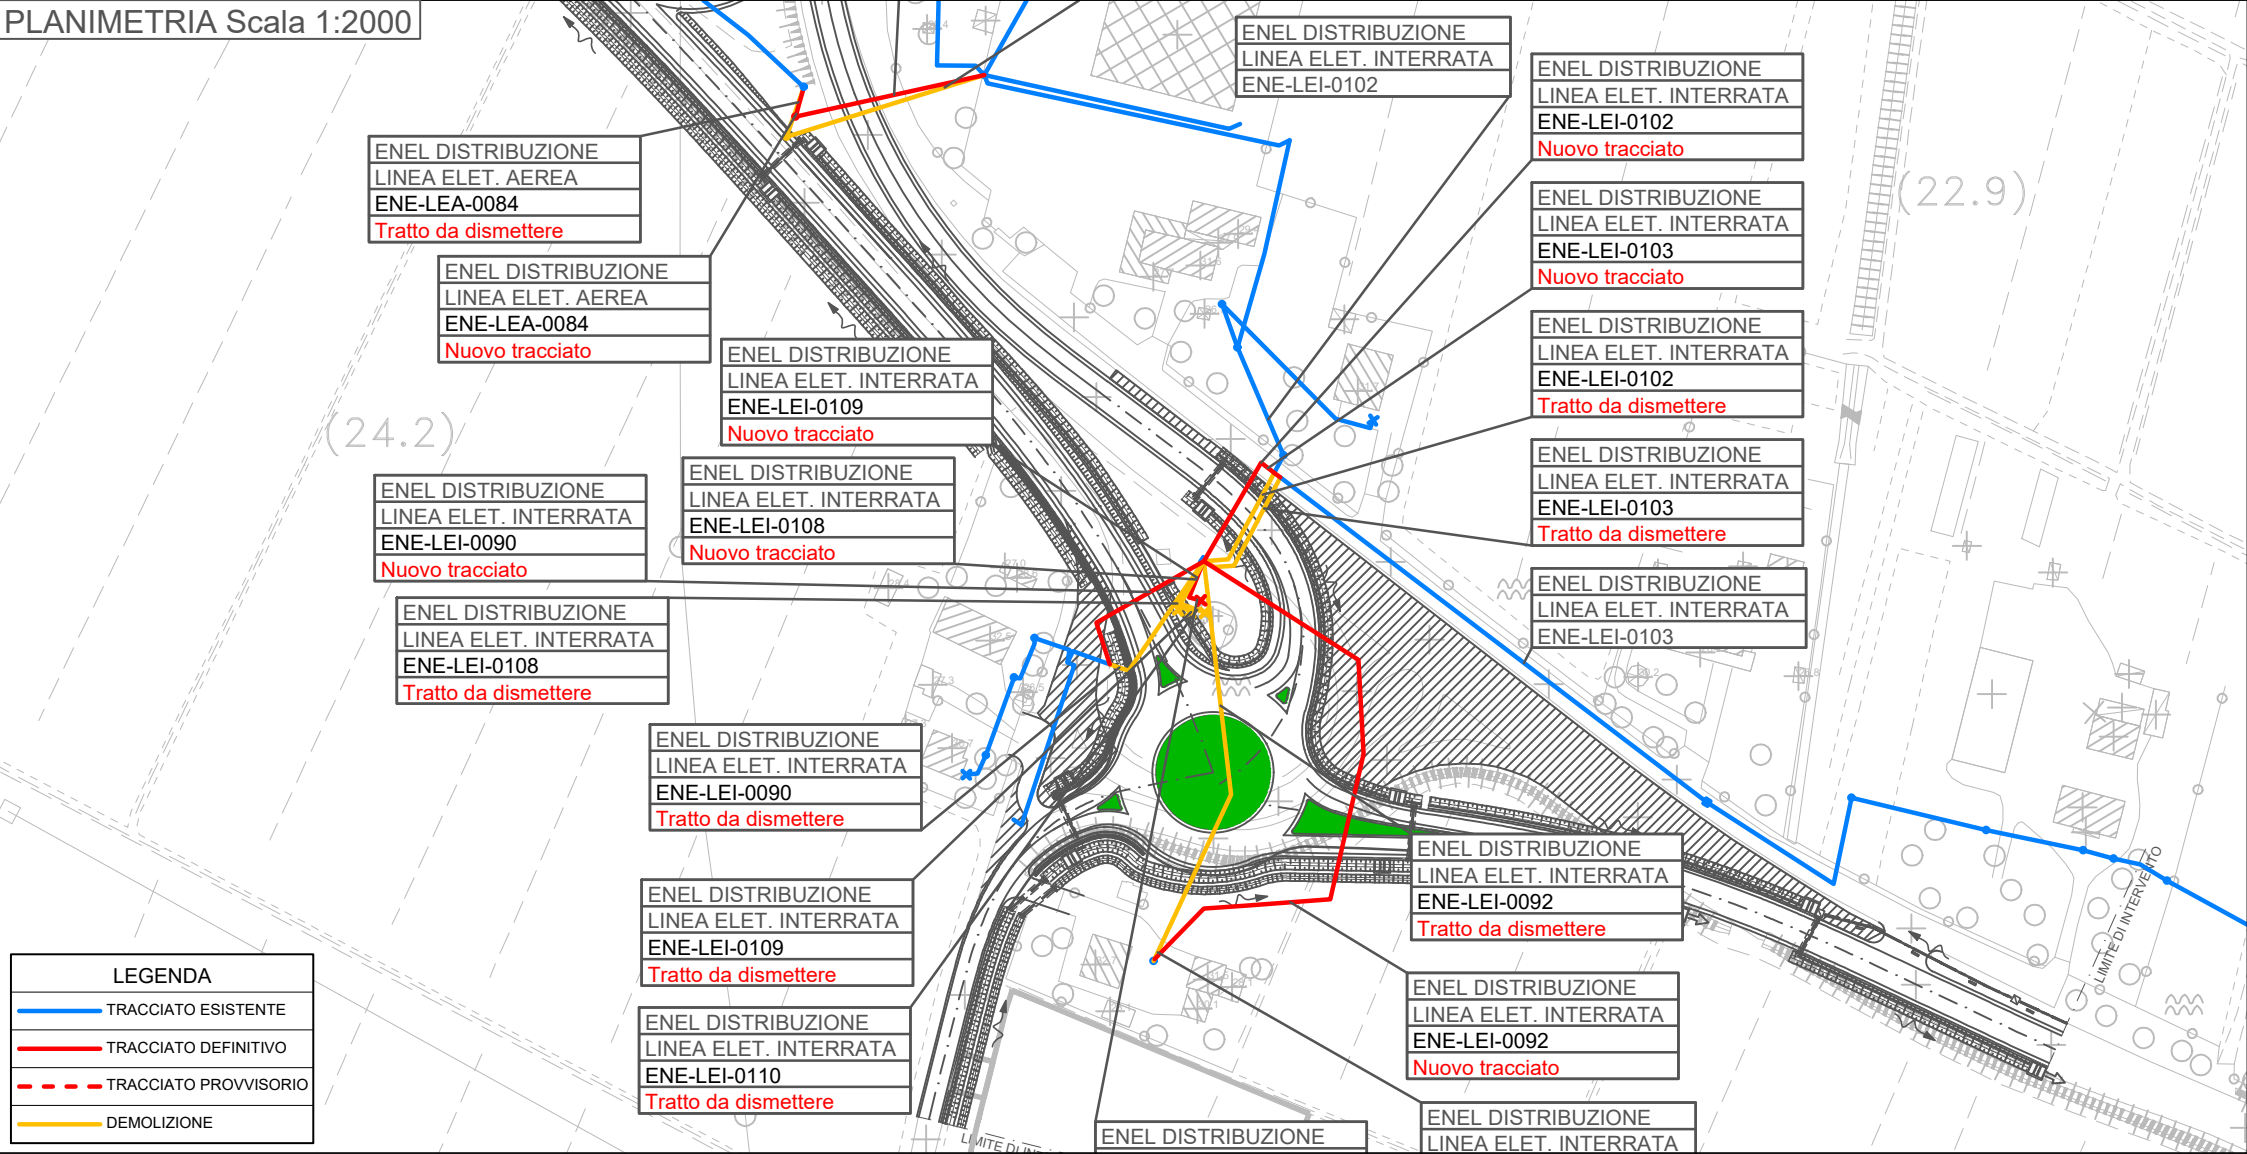 PLANIMETRIA Scala 1:2000
ENEL DISTRIBUZIONE
LINEA ELET. INTERRATA
ENE-LEI-0102
ENEL DISTRIBUZIONE
LINEA ELET. INTERRATA
ENE-LEI-0102
Nuovo tracciato
ENEL DISTRIBUZIONE
LINEA ELET. AEREA
ENE-LEA-0084
Tratto da dismettere
ENEL DISTRIBUZIONE
LINEA ELET. INTERRATA
ENE-LEI-0103
Nuovo tracciato
(22.9)
ENEL DISTRIBUZIONE
LINEA ELET. AEREA
ENE-LEA-0084
Nuovo tracciato
ENEL DISTRIBUZIONE
LINEA ELET. INTERRATA
ENE-LEI-0102
Tratto da dismettere
ENEL DISTRIBUZIONE
LINEA ELET. INTERRATA
ENE-LEI-0109
Nuovo tracciato
(24.2)
ENEL DISTRIBUZIONE
LINEA ELET. INTERRATA
ENE-LEI-0103
Tratto da dismettere
ENEL DISTRIBUZIONE
LINEA ELET. INTERRATA
ENE-LEI-0108
Nuovo tracciato
ENEL DISTRIBUZIONE
LINEA ELET. INTERRATA
ENE-LEI-0090
Nuovo tracciato
ENEL DISTRIBUZIONE
LINEA ELET. INTERRATA
ENE-LEI-0103
ENEL DISTRIBUZIONE
LINEA ELET. INTERRATA
ENE-LEI-0108
Tratto da dismettere
ENEL DISTRIBUZIONE
LINEA ELET. INTERRATA
ENE-LEI-0090
Tratto da dismettere
ENEL DISTRIBUZIONE
LINEA ELET. INTERRATA
ENE-LEI-0092
Tratto da dismettere
LIMITE DI INTERVENTO
ENEL DISTRIBUZIONE
LINEA ELET. INTERRATA
ENE-LEI-0109
Tratto da dismettere
ENEL DISTRIBUZIONE
LINEA ELET. INTERRATA
ENE-LEI-0092
Nuovo tracciato
ENEL DISTRIBUZIONE
LINEA ELET. INTERRATA
ENE-LEI-0110
Tratto da dismettere
ENEL DISTRIBUZIONE
ENEL DISTRIBUZIONE
LINEA ELET. INTERRATA
LIMITE
LEGENDA
TRACCIATO ESISTENTE
TRACCIATO DEFINITIVO
TRACCIATO PROVVISORIO
DEMOLIZIONE